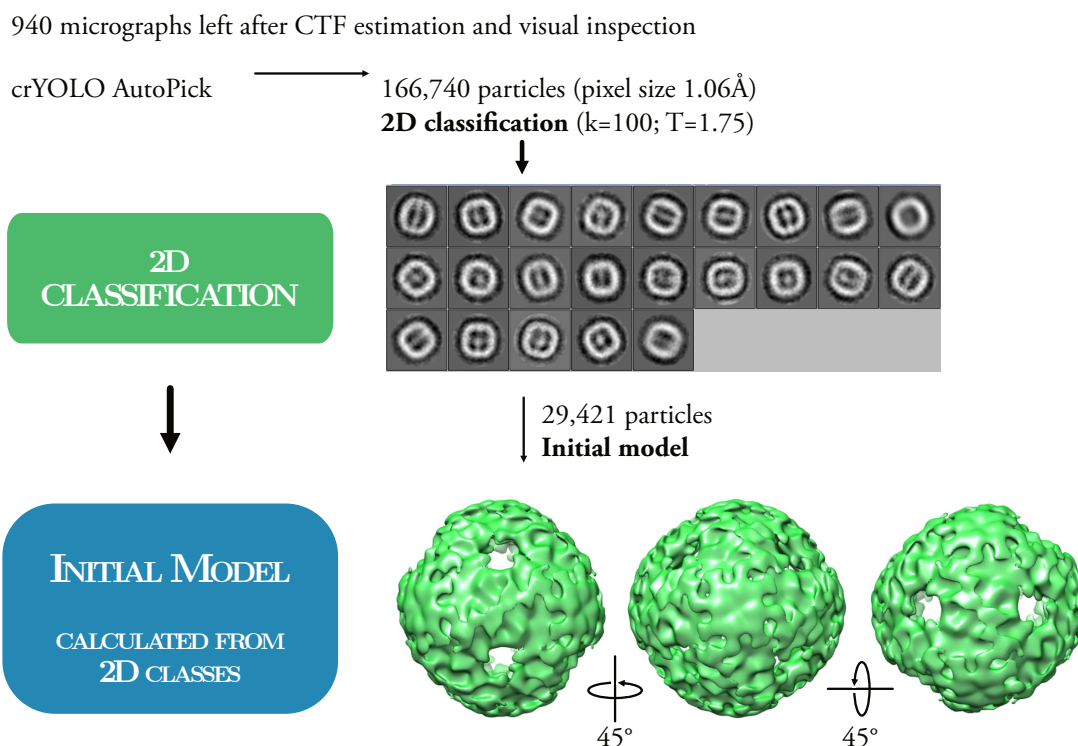 940 micrographs left after CTF estimation and visual inspection
crYOLO AutoPick
166,740 particles (pixel size 1.06Å)
2D classification (k=100; T=1.75)
2D
CLASSIFICATION
29,421 particles
Initial model
INITIAL MODEL
CALCULATED FROM
2D CLASSES
45°
45°